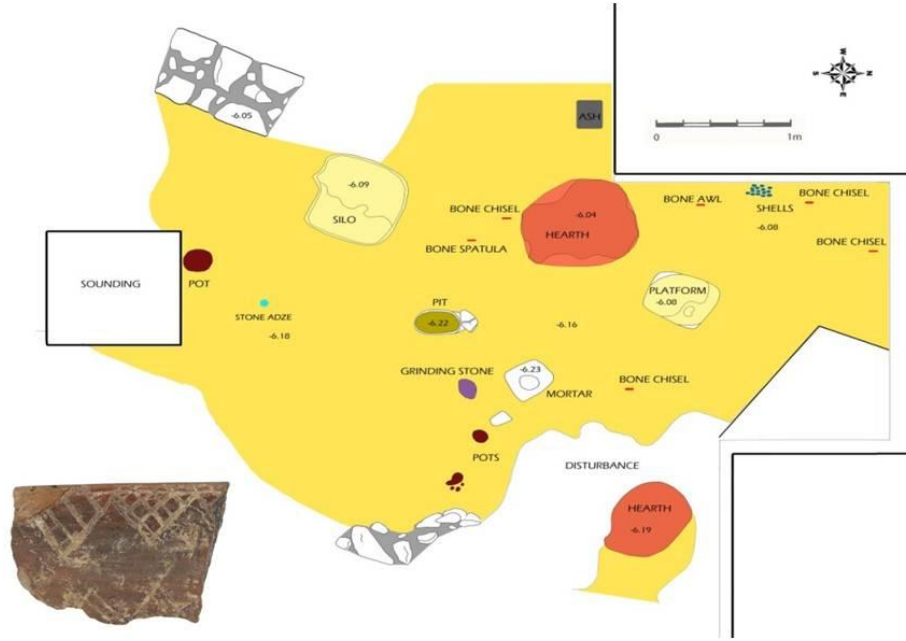 W
S N
E
-6.05
ASH
0 1m
-6.09
SILO
BONE CHISEL
-6.04
HEARTH
BONE SPATULA
BONE AWL
SHELLS
-6.08
BONE CHISEL
BONE CHISEL
SOUNDING
POT
STONE ADZE
-6.18
PIT
-6.22
-6.16
PLATFORM
-6.08
GRINDING STONE
-6.23
MORTAR
BONE CHISEL
POTS
DISTURBANCE
HEARTH
-6.19